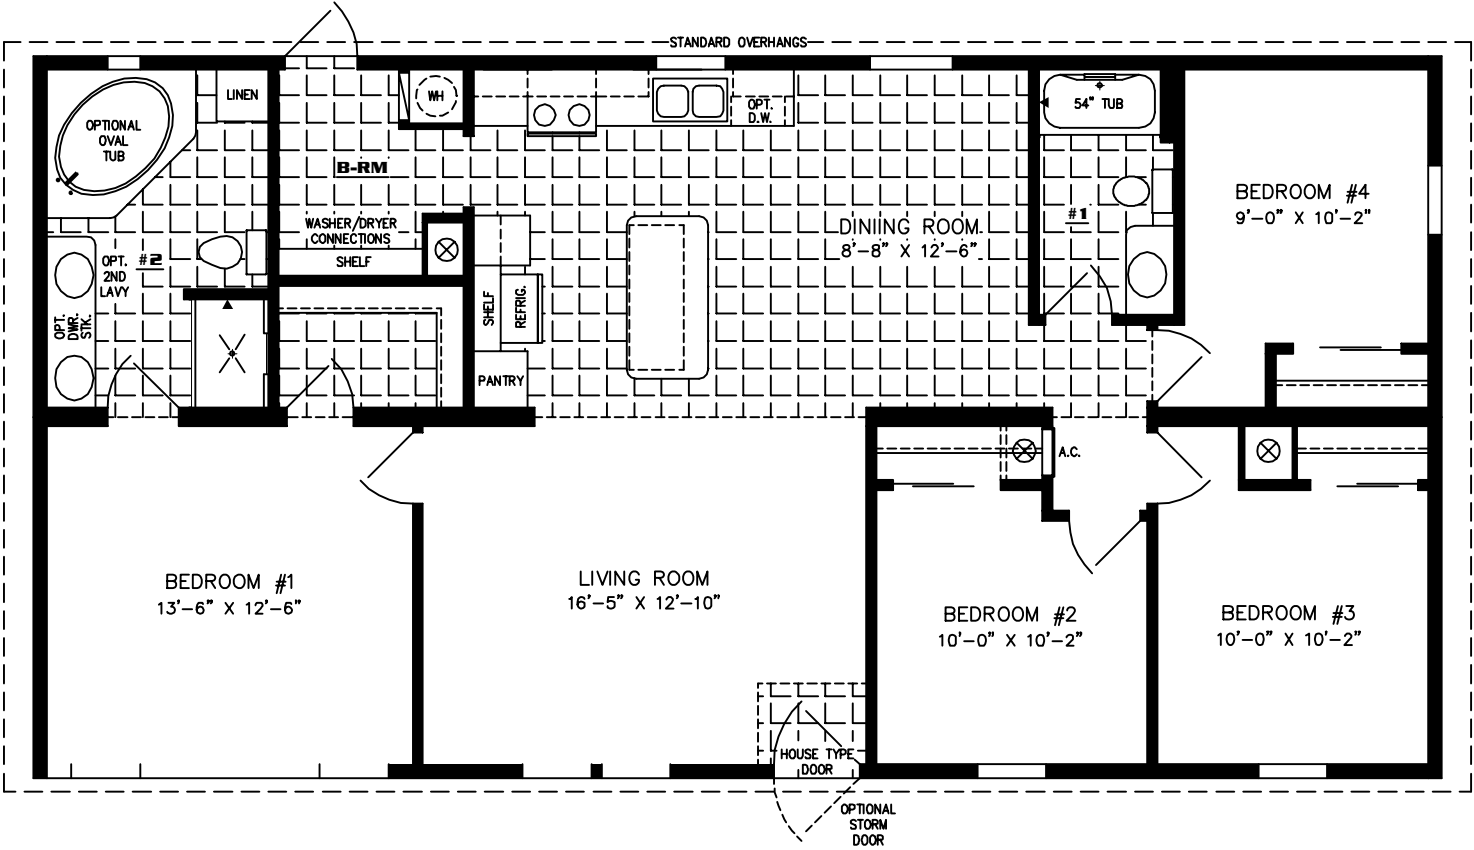 STANDARD OVERHANGS
LINEN
WH
OPTIONAL
OVAL
TUB
OPT.
D.W.
54" TUB
B-RM
BEDROOM #4
9'-0" X 10'-2"
#1
WASHER/DRYER
CONNECTIONS
SHELF
DINING ROOM
8'-8" X 12'-6"
#2
OPT.
2ND
LAVY
OPT.
DWR.
STK.
SHELF
REFRIG.
PANTRY
A.C.
BEDROOM #1
13'-6" X 12'-6"
LIVING ROOM
16'-5" X 12'-10"
BEDROOM #2
10'-0" X 10'-2"
BEDROOM #3
10'-0" X 10'-2"
HOUSE TYPE
DOOR
OPTIONAL
STORM
DOOR